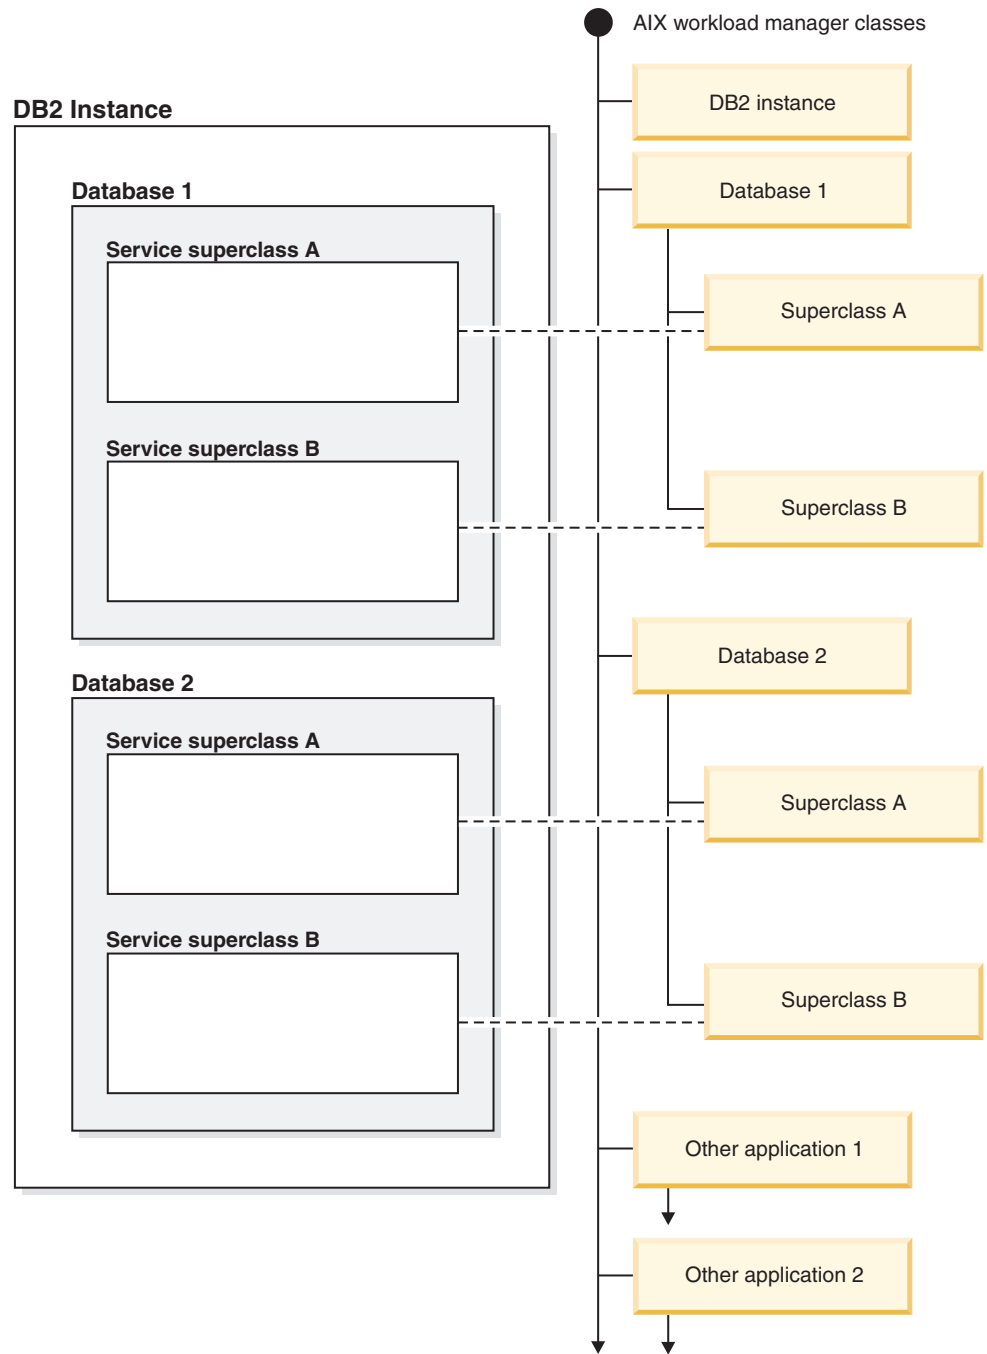 AIX workload manager classes
DB2 instance
DB2 Instance
Database 1
Database 1
Service superclass A
Superclass A
Service superclass B
Superclass B
Database 2
Database 2
Service superclass A
Superclass A
Service superclass B
Superclass B
Other application 1
Other application 2